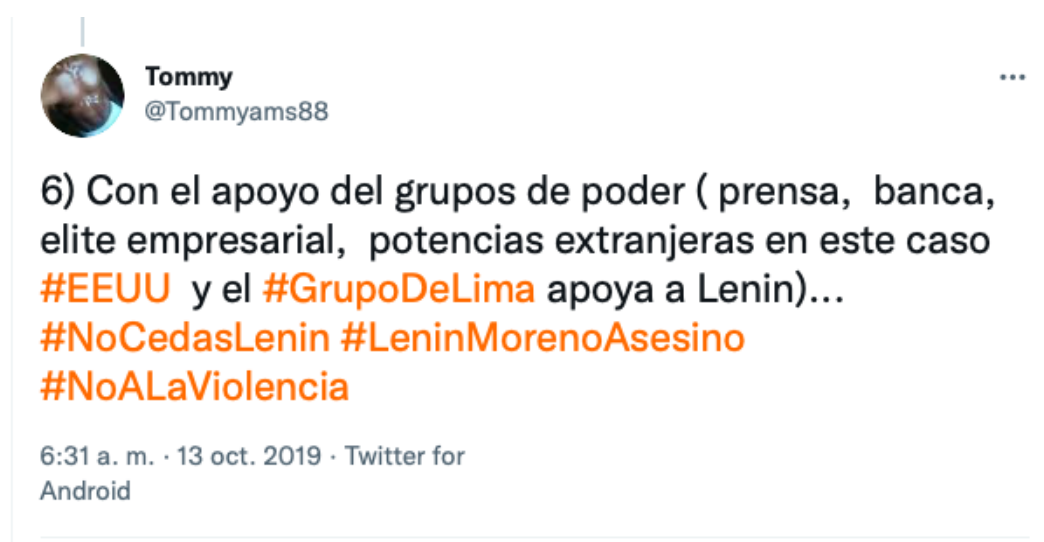 Tommy
@Tommyams88
6) Con el apoyo del grupos de poder ( prensa,  banca,
elite empresarial,  potencias extranjeras en este caso
#EEUU  y el #GrupoDeLima apoya a Lenin)...
#NoCedasLenin #LeninMorenoAsesino
#NoALaViolencia
6:31 a. m. · 13 oct. 2019 · Twitter for
Android